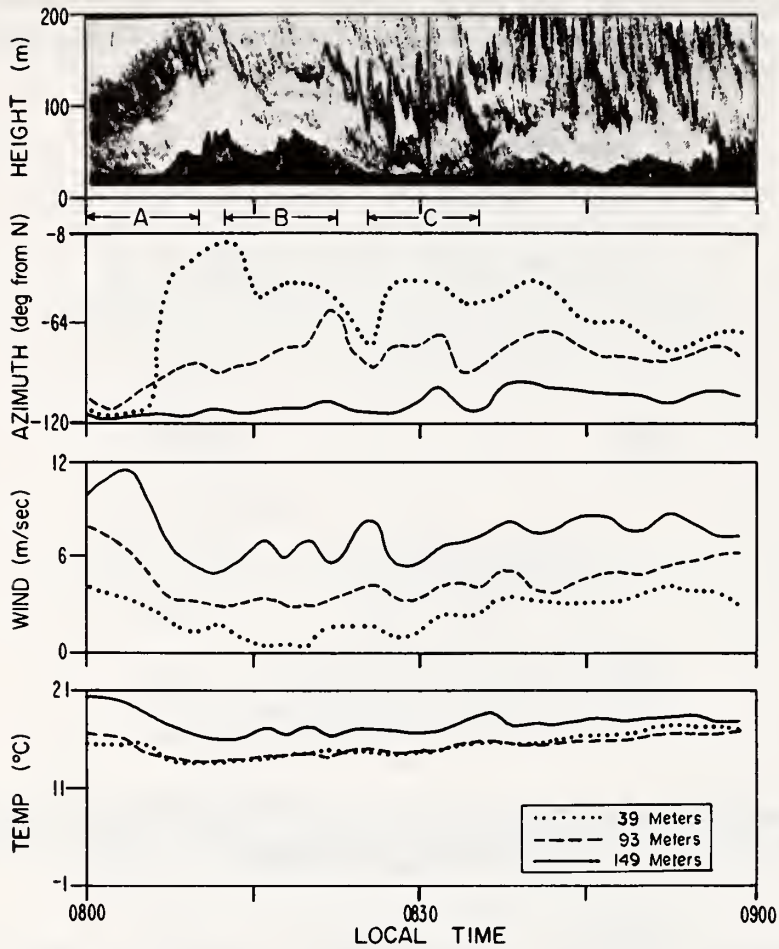 200
100
0
HEIGHT (m)
A
B
C
-8
-64
-120
AZIMUTH (deg from N)
12
6
0
WIND (m/sec)
21
11
-1
TEMP (°C)
39 Meters
93 Meters
149 Meters
0800
0830
0900
LOCAL TIME